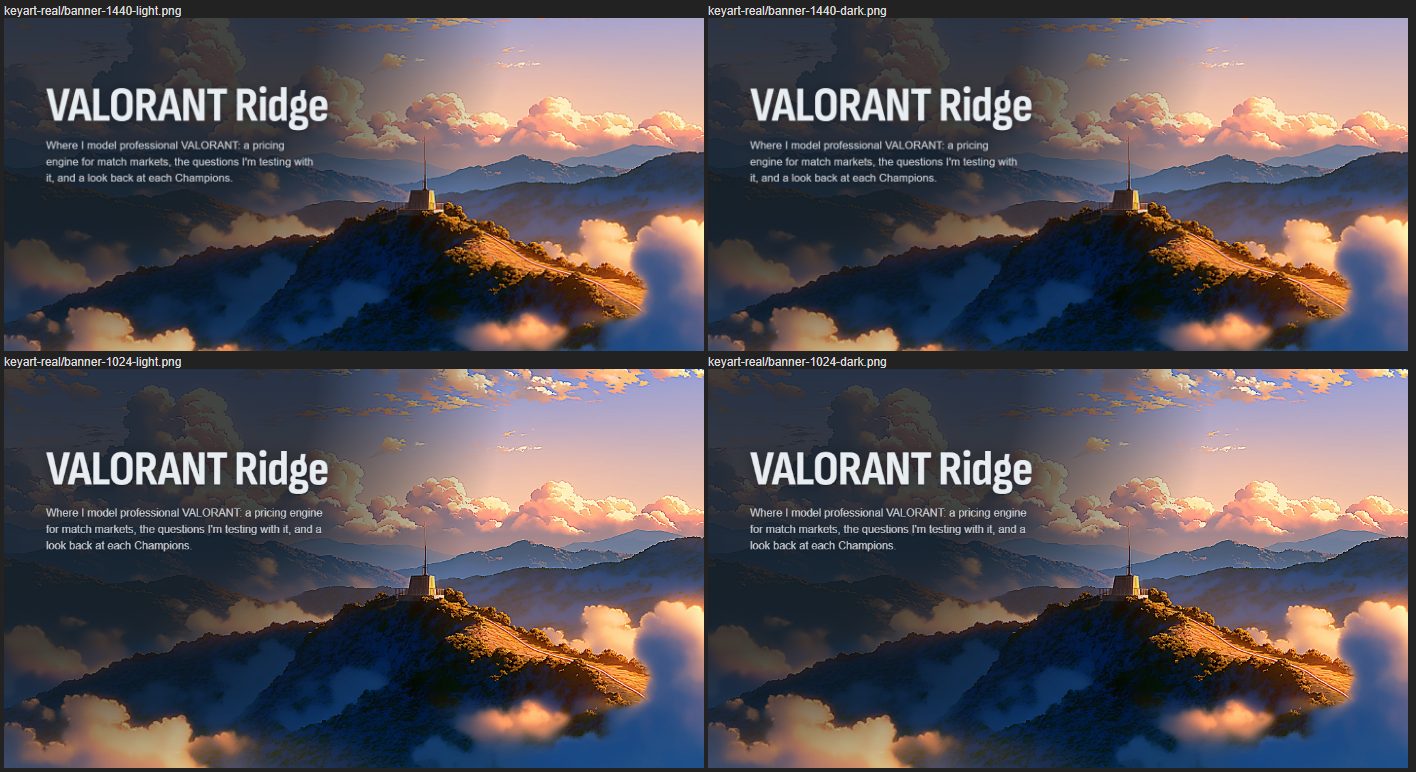 keyart-real/banner-1440-light.png
VALORANT Ridge
Where I model professional VALORANT: a pricing
engine for match markets, the questions I'm testing with
it, and a look back at each Champions.
keyart-real/banner-1440-dark.png
VALORANT Ridge
Where I model professional VALORANT: a pricing
engine for match markets, the questions I'm testing with
it, and a look back at each Champions.
keyart-real/banner-1024-light.png
VALORANT Ridge
Where I model professional VALORANT: a pricing engine
for match markets, the questions I'm testing with it, and a
look back at each Champions.
keyart-real/banner-1024-dark.png
VALORANT Ridge
Where I model professional VALORANT: a pricing engine
for match markets, the questions I'm testing with it, and a
look back at each Champions.